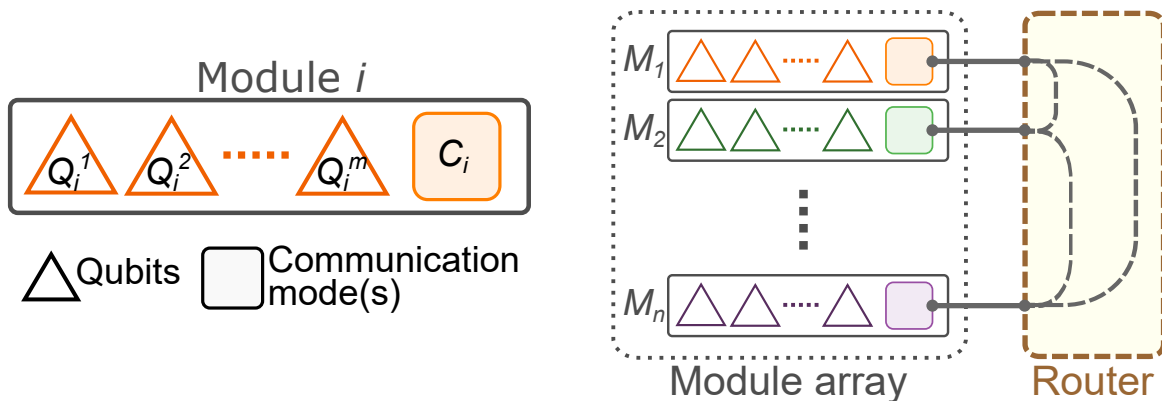 Module i
Q_i^1 Q_i^2 Q_i^m C_i
Qubits
Communication
mode(s)
M_1
M_2
M_n
Module array
Router